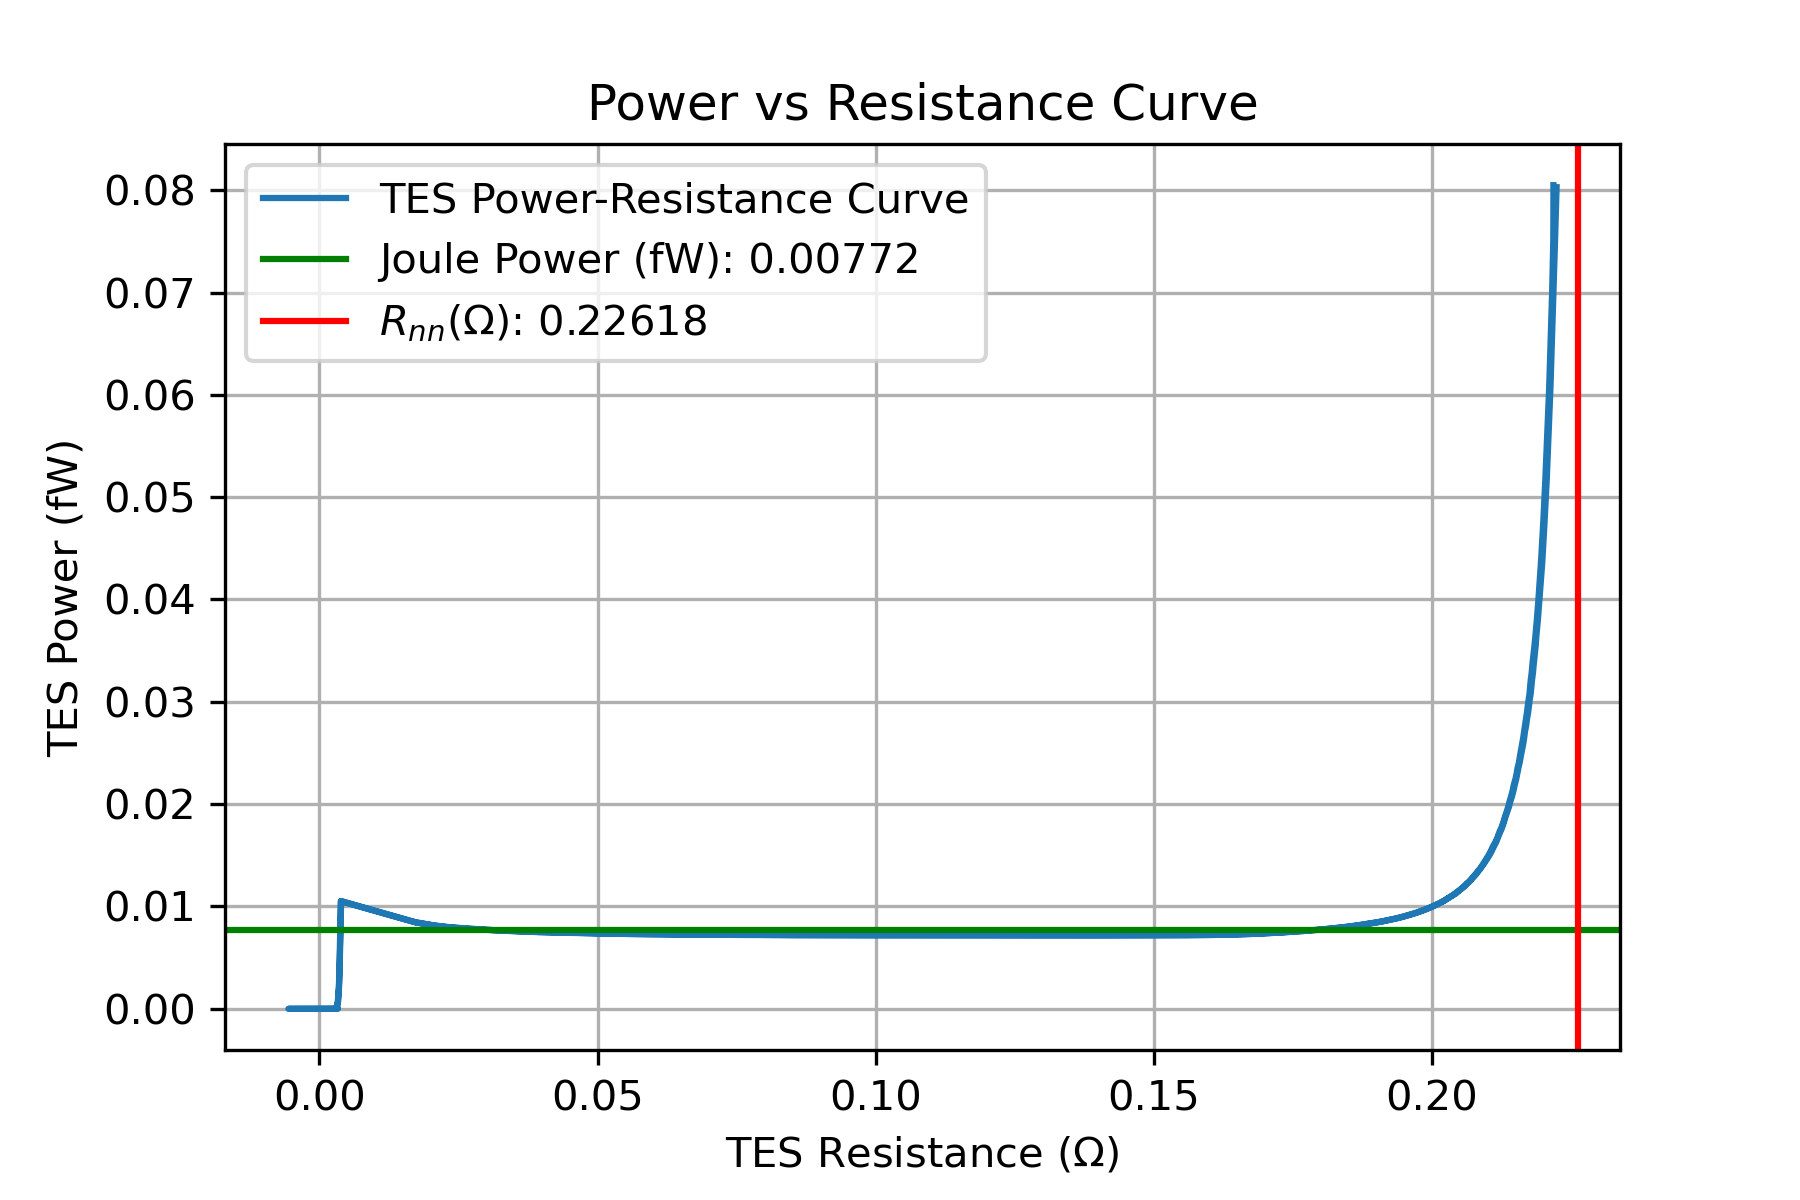 Power vs Resistance Curve
TES Power-Resistance Curve
Joule Power (fW): 0.00772
Rnn(Ω): 0.22618
TES Power (fW)
0.08
0.07
0.06
0.05
0.04
0.03
0.02
0.01
0.00
0.00 0.05 0.10 0.15 0.20
TES Resistance (Ω)